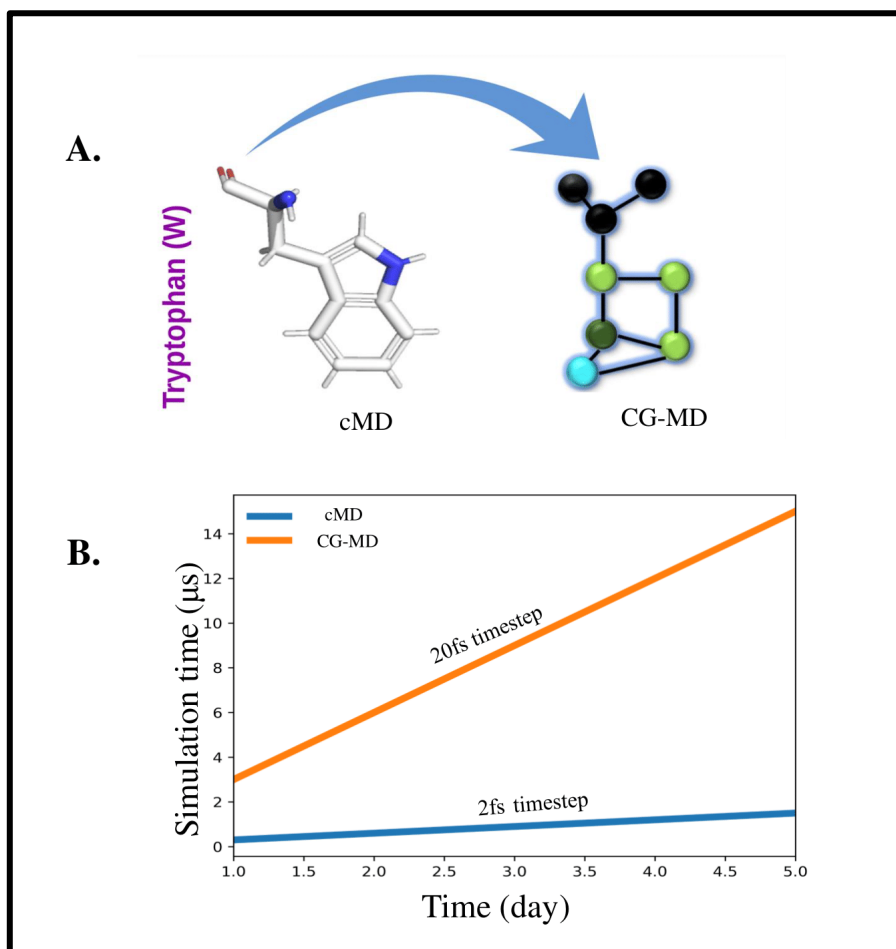 A.
Tryptophan (W)
cMD
CG-MD
B.
cMD
CG-MD
20fs timestep
2fs timestep
Simulation time (μs)
14
12
10
8
6
4
2
0
1.0 1.5 2.0 2.5 3.0 3.5 4.0 4.5 5.0
Time (day)